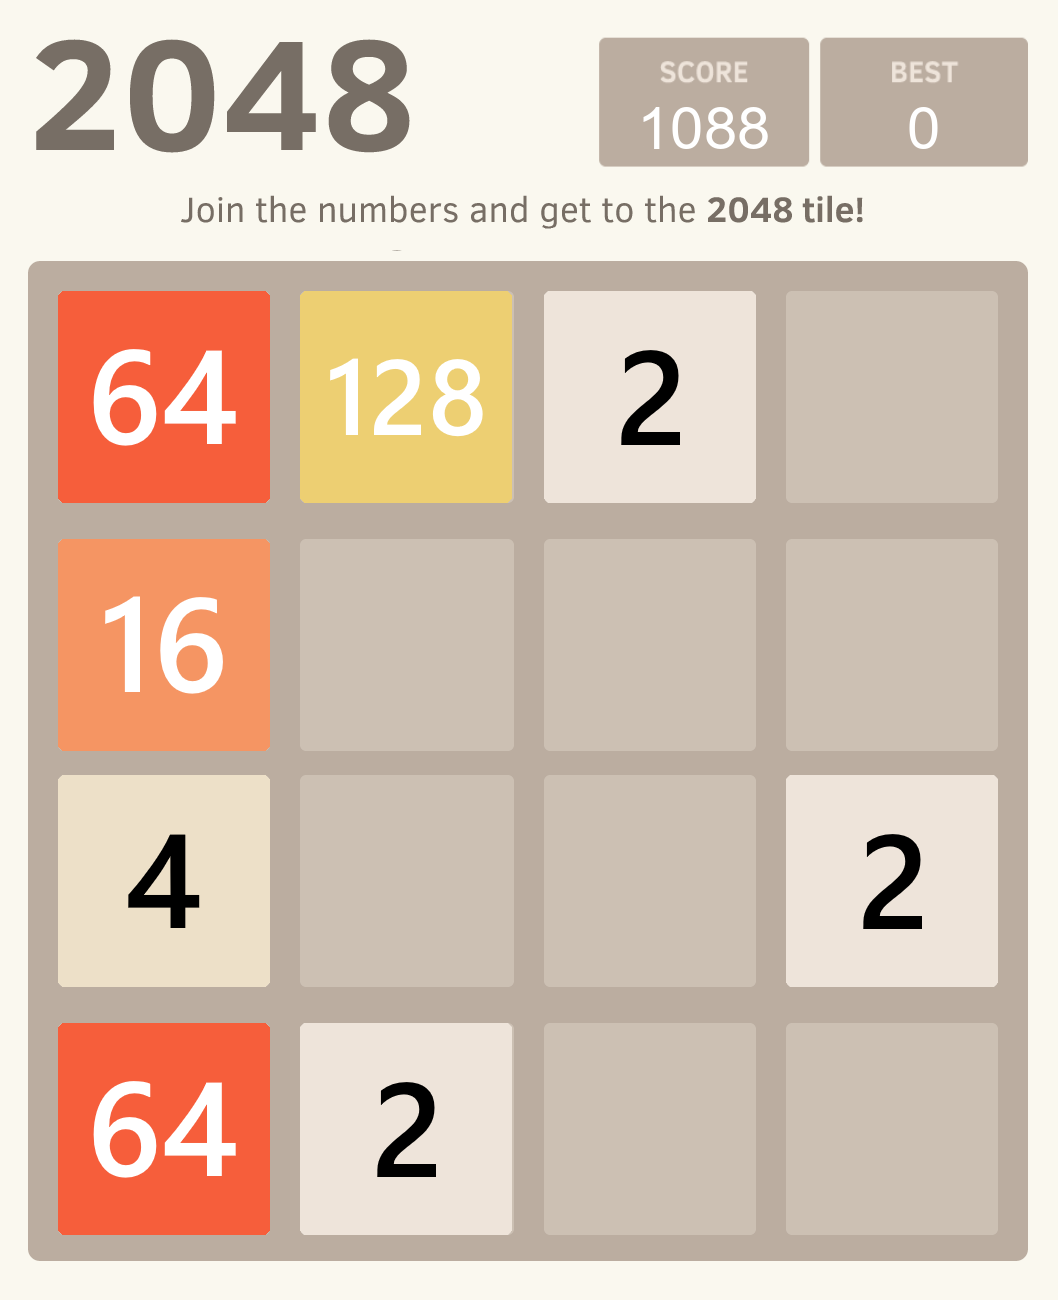 2048
SCORE BEST
1088 0
Join the numbers and get to the 2048 tile!
64 128 2
16
4 2
64 2